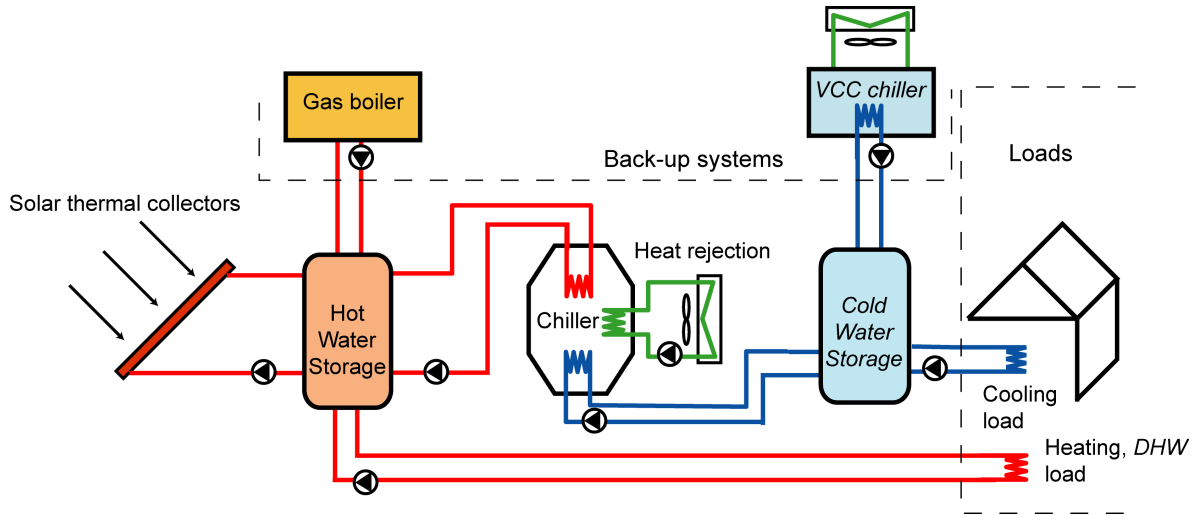 VCC chiller
Gas boiler
Back-up systems
Loads
Solar thermal collectors
Heat rejection
Hot
Water
Storage
Chiller
Cold
Water
Storage
Cooling
load
Heating, DHW
load